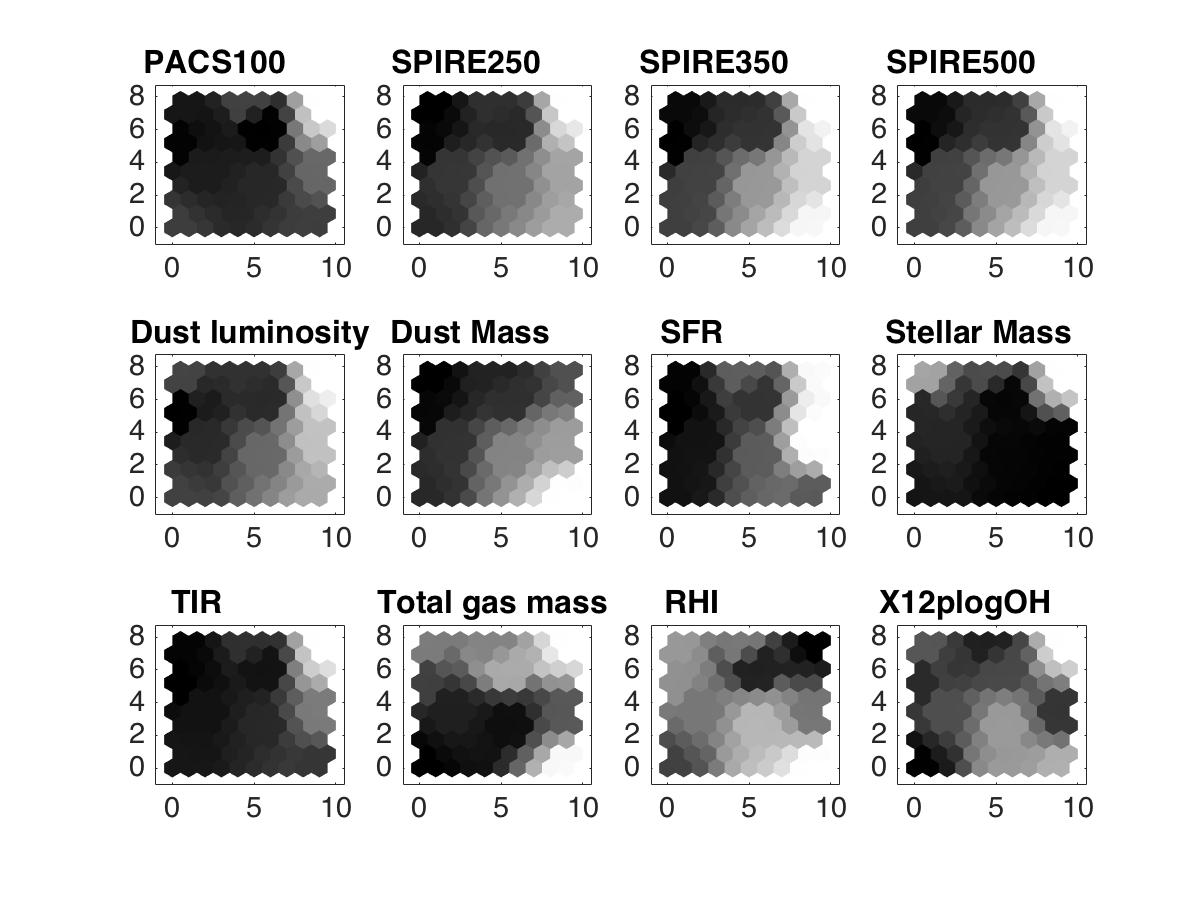 PACS100 SPIRE250 SPIRE350 SPIRE500
8 8 8 8
6 6 6 6
4 4 4 4
2 2 2 2
0 0 0 0
0 5 10 0 5 10 0 5 10 0 5 10
Dust luminosity Dust Mass SFR Stellar Mass
8 8 8 8
6 6 6 6
4 4 4 4
2 2 2 2
0 0 0 0
0 5 10 0 5 10 0 5 10 0 5 10
TIR Total gas mass RHI X12plogOH
8 8 8 8
6 6 6 6
4 4 4 4
2 2 2 2
0 0 0 0
0 5 10 0 5 10 0 5 10 0 5 10